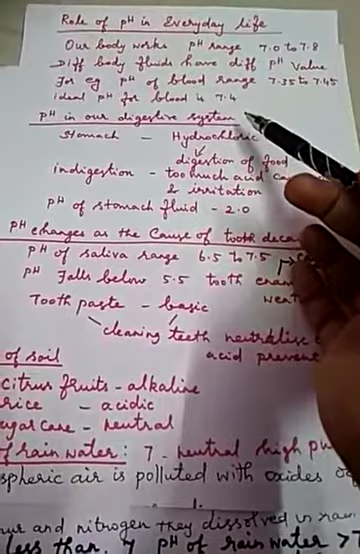 Role of pH in Everyday life
Our body works pH range 7.0 to 7.8
Diff body fluids have diff pH value
For eg pH of blood range 7.35 to 7.45
ideal pH for blood is 7.4
pH in our digestive system
Stomach - Hydrochloric
digestion of food
indigestion - too much acid
& irritation
pH of stomach fluid - 2.0
pH changes as the Cause of tooth
pH of saliva range 6.5 to 7.5
pH Falls below 5.5 tooth
Tooth paste - basic
cleaning teeth neutralise
acid prevent
of soil
citrus fruits - alkaline
rice - acidic
neutral
of rain water: 7 - neutral high
air is polluted with oxides
and nitrogen they dissolved in
less than 7 pH of rain water 7